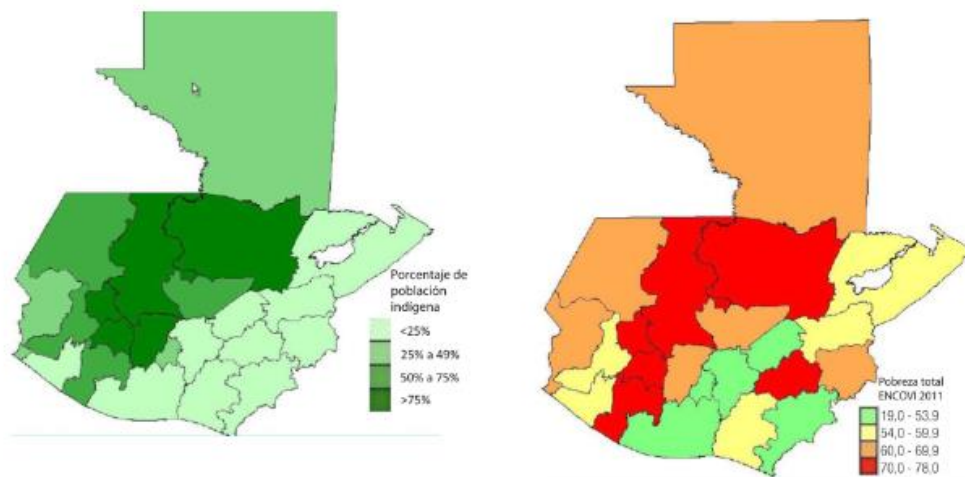 Porcentaje de
población
indígena
<25%
25% a 49%
50% a 75%
>75%
Pobreza total
ENCOVI 2011
19,0 - 53,9
54,0 - 59,9
60,0 - 69,9
70,0 - 78,0